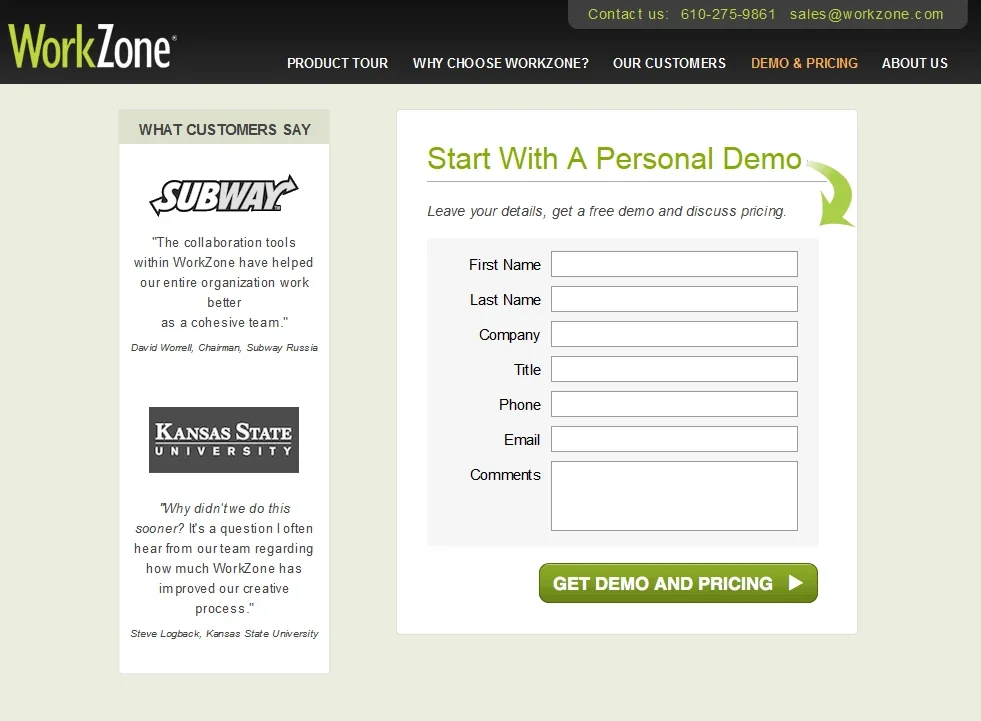 Contact us: 610-275-9861 sales@workzone.com
WorkZone®
PRODUCT TOUR WHY CHOOSE WORKZONE? OUR CUSTOMERS DEMO & PRICING ABOUT US
WHAT CUSTOMERS SAY
SUBWAY™
"The collaboration tools
within WorkZone have helped
our entire organization work
better
as a cohesive team."
David Worrell, Chairman, Subway Russia
KANSAS STATE
UNIVERSITY
"Why didn't we do this
sooner? It's a question I often
hear from our team regarding
how much WorkZone has
improved our creative
process."
Steve Logback, Kansas State University
Start With A Personal Demo
Leave your details, get a free demo and discuss pricing.
First Name
Last Name
Company
Title
Phone
Email
Comments
GET DEMO AND PRICING